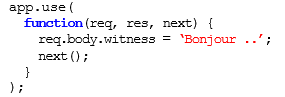 app.use(
  function(req, res, next) {
    req.body.witness = ‘Bonjour ..’;
    next();
  }
);